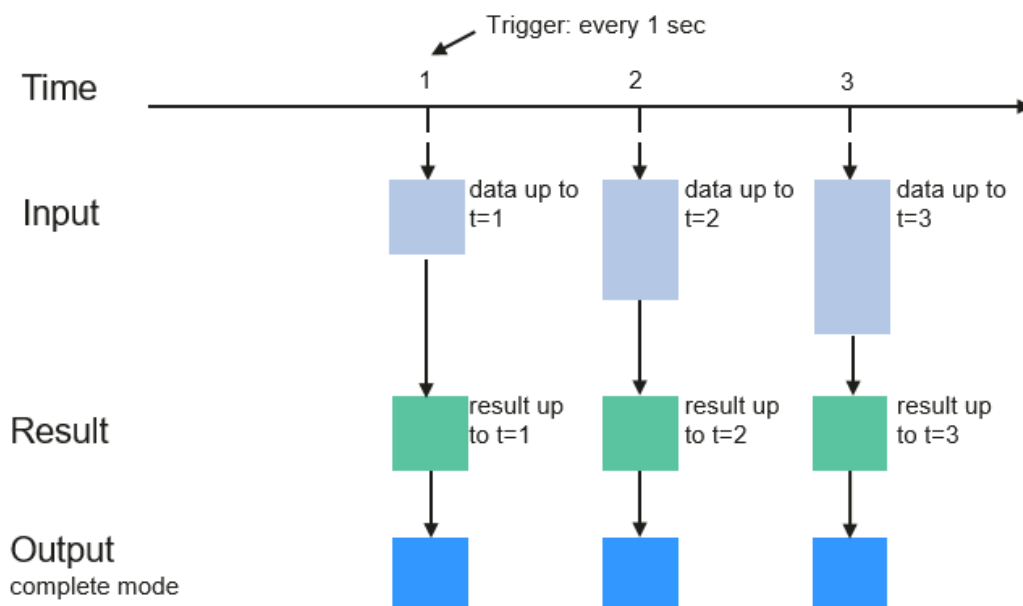 Trigger: every 1 sec
Time
1
2
3
Input
data up to
t=1
data up to
t=2
data up to
t=3
Result
result up
to t=1
result up
to t=2
result up
to t=3
Output
complete mode